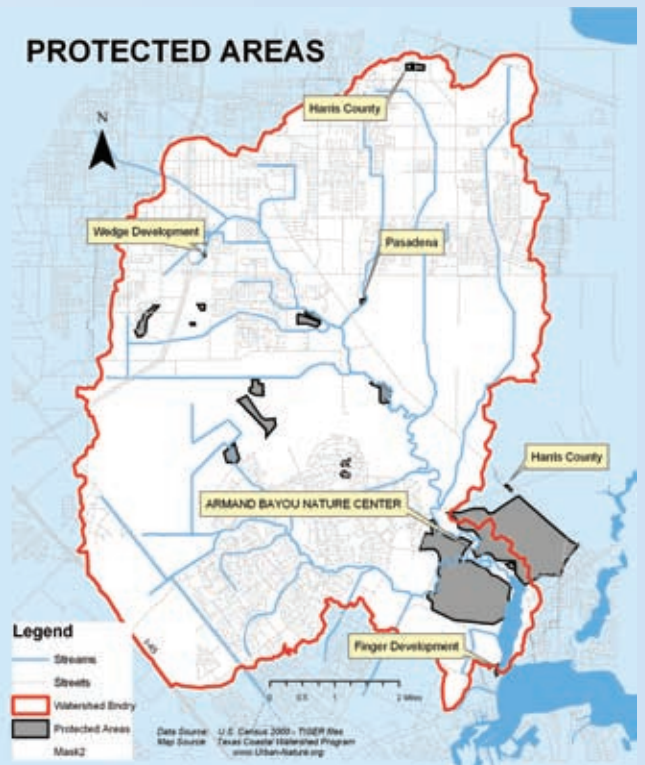 PROTECTED AREAS
Harris County
N
Wedge Development
Pasadena
Harris County
ARMAND BAYOU NATURE CENTER
Finger Development
I-45
Legend
Streams
Streets
Watershed Bndry
Protected Areas
Mask2
0 0.5 1 2 Miles
Data Source: U.S. Census 2000 - TIGER files
Map Source: Texas Coastal Watershed Program
www.Urban-Nature.org